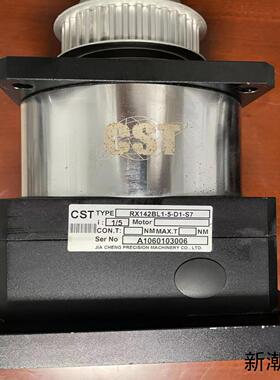 CST
CST TYPE RX142BL1-5-D1-S7
i : 1/5 Motor
CON.T: NM MAX.T NM
Ser No A1060103006
JIA CHENG PRECISION MACHINERY CO., LTD.
新潮